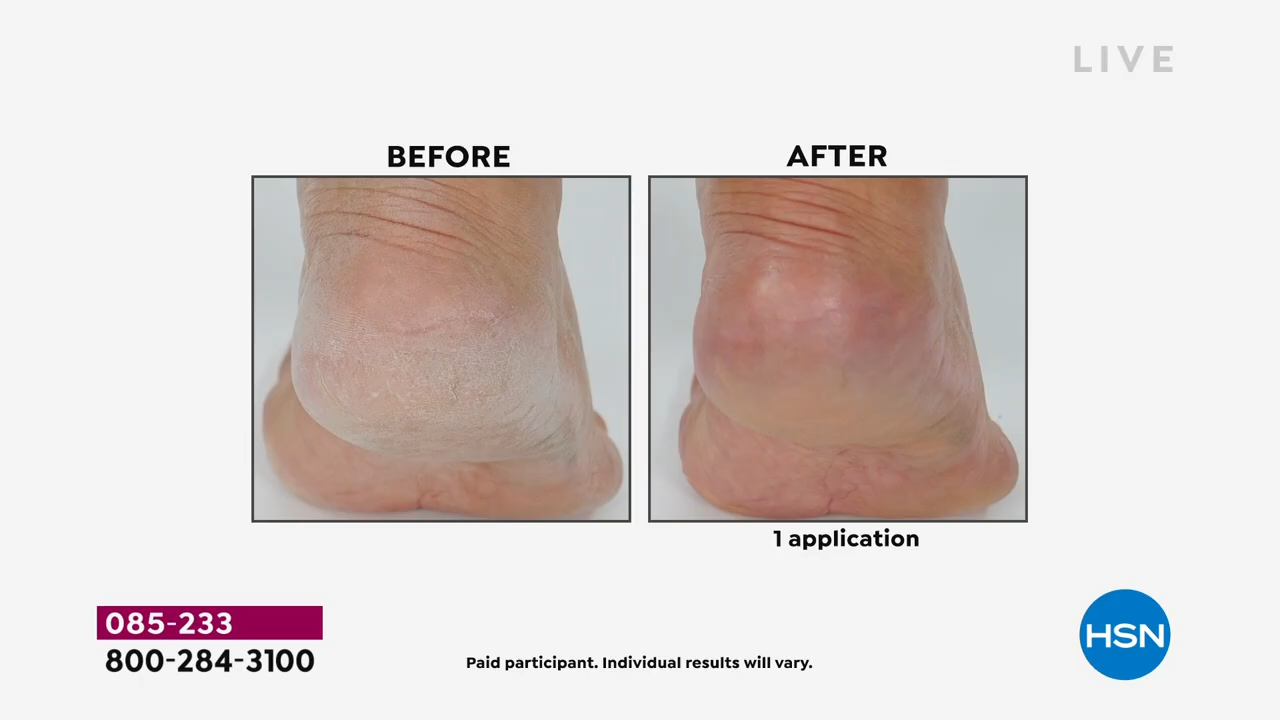 LIVE
BEFORE
AFTER
1 application
085-233
800-284-3100
Paid participant. Individual results will vary.
HSN